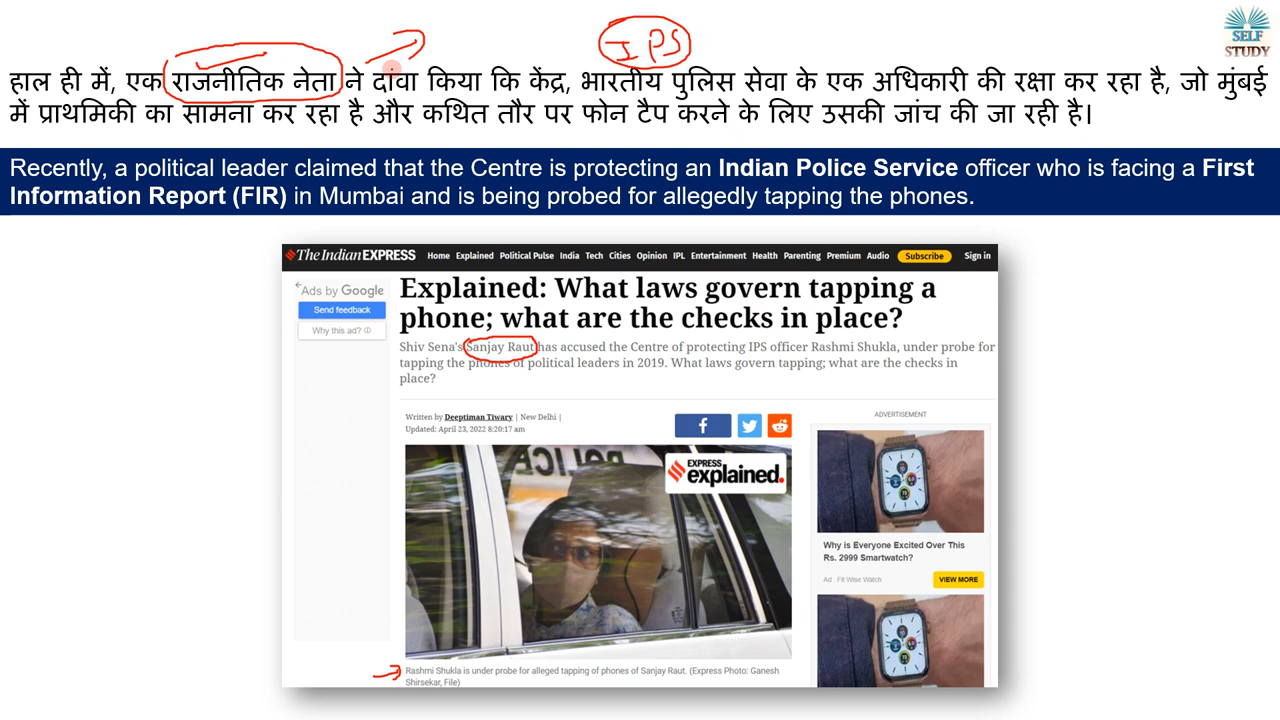 SELF
STUDY
IPS
हाल ही में, एक राजनीतिक नेता ने दावा किया कि केंद्र, भारतीय पुलिस सेवा के एक अधिकारी की रक्षा कर रहा है, जो मुंबई
में प्राथमिकी का सामना कर रहा है और कथित तौर पर फोन टैप करने के लिए उसकी जांच की जा रही है।
Recently, a political leader claimed that the Centre is protecting an Indian Police Service officer who is facing a First
Information Report (FIR) in Mumbai and is being probed for allegedly tapping the phones.
The Indian EXPRESS Home Explained Political Pulse India Tech Cities Opinion IPL Entertainment Health Parenting Premium Audio Subscribe Sign in
Ads by Google
Send feedback
Why this ad?
Explained: What laws govern tapping a
phone; what are the checks in place?
Shiv Sena's Sanjay Raut has accused the Centre of protecting IPS officer Rashmi Shukla, under probe for
tapping the phones of political leaders in 2019. What laws govern tapping; what are the checks in
place?
Written by Deeptiman Tiwary | New Delhi |
Updated: April 23, 2022 8:20:17 am
ADVERTISEMENT
POLICE
EXPRESS
explained.
Why is Everyone Excited Over This
Rs. 2999 Smartwatch?
Ad : Fit Wise Watch
VIEW MORE
Rashmi Shukla is under probe for alleged tapping of phones of Sanjay Raut. (Express Photo: Ganesh
Shirsekar, File)